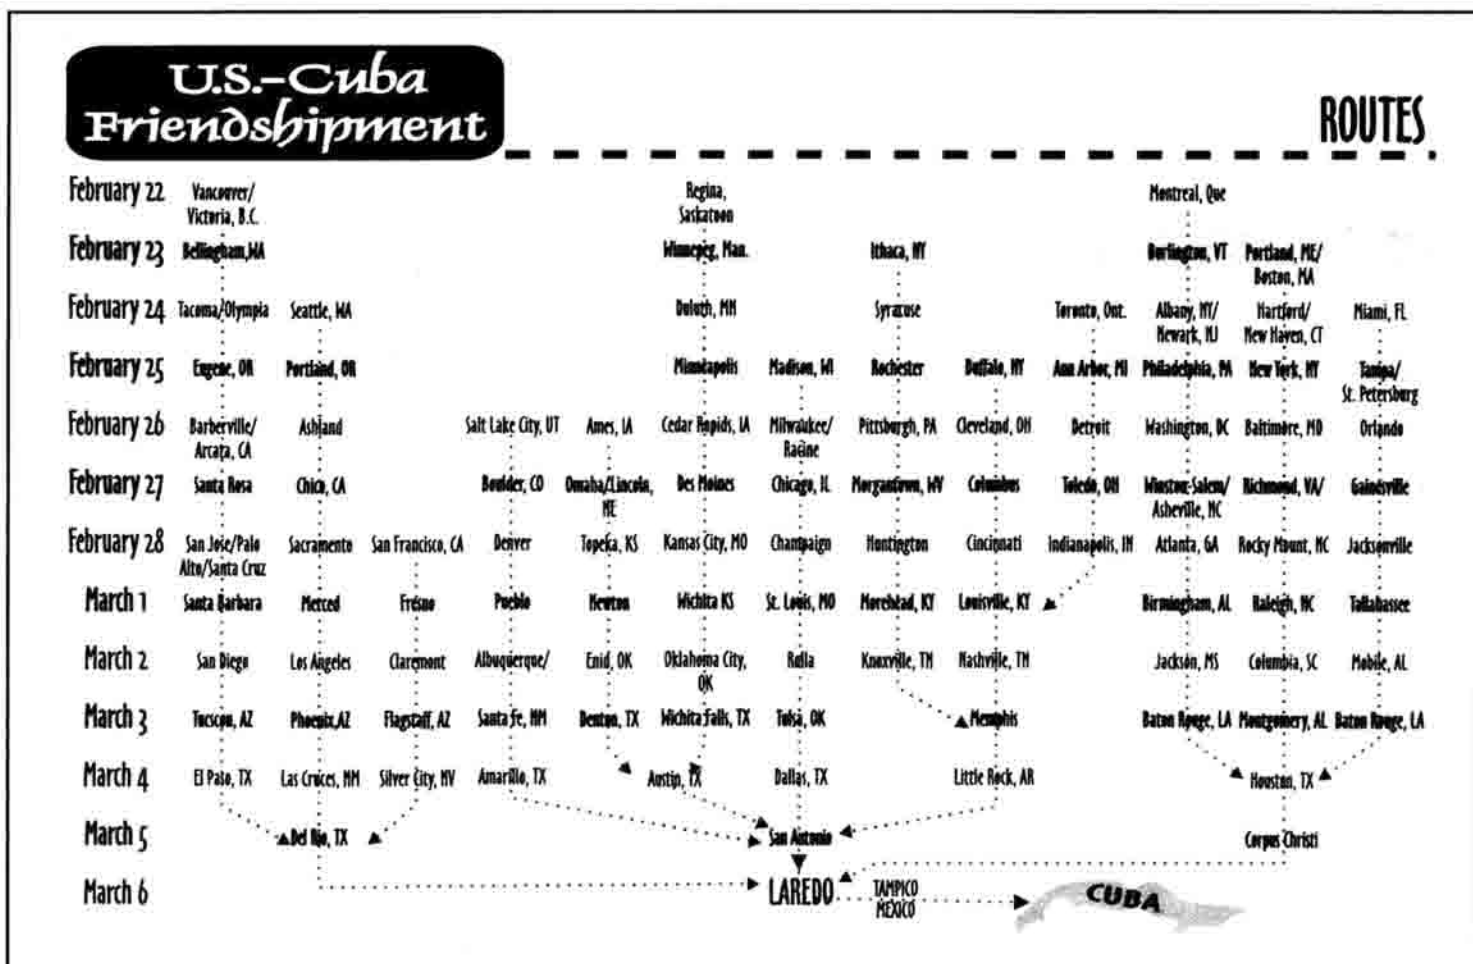 U.S.-Cuba
Friendshipment
ROUTES
February 22 Vancouver/ Regina, Montreal, Que
Victoria, B.C. Saskatoon
February 23 Bellingham,WA Winnepeg, Man. Ithaca, NY Burlington, VT Portland, ME/
Boston, MA
February 24 Tacoma/Olympia Seattle, WA Duluth, MN Syracuse Toronto, Ont. Albany, NY/ Hartford/ Miami, FL
Newark, NJ New Haven, CT
February 25 Eugene, OR Portland, OR Minneapolis Madison, WI Rochester Buffalo, NY Ann Arbor, MI Philadelphia, PA New York, NY Tampa/
St. Petersburg
February 26 Barberville/ Ashland Salt Lake City, UT Ames, IA Cedar Rapids, IA Milwaukee/ Pittsburgh, PA Cleveland, OH Detroit Washington, DC Baltimore, MD Orlando
Arcata, CA Racine
February 27 Santa Rosa Chico, CA Boulder, CO Omaha/Lincoln, Des Moines Chicago, IL Morgantown, WV Columbus Toledo, OH Winston-Salem/ Richmond, VA/ Gaindsville
NE Asheville, NC
February 28 San Jose/Palo Sacramento San Francisco, CA Denver Topeka, KS Kansas City, MO Champaign Huntington Cincinnati Indianapolis, IN Atlanta, GA Rocky Mount, NC Jacksonville
Alto/Santa Cruz
March 1 Santa Barbara Merced Fresno Pueblo Newton Wichita KS St. Louis, MO Morehead, KY Louisville, KY Birmingham, AL Raleigh, NC Tallahassee
March 2 San Diego Los Angeles Claremont Albuquerque/ Enid, OK Oklahoma City, Rolla Knoxville, TN Nashville, TN Jackson, MS Columbia, SC Mobile, AL
OK
March 3 Tucscon, AZ Phoenix,AZ Flagstaff, AZ Santa fe, NM Denton, TX Wichita Falls, TX Tulsa, OK Memphis Baton Rouge, LA Montgomery, AL Baton Rouge, LA
March 4 El Paso, TX Las Cruces, NM Silver City, NV Amarillo, TX Austin, TX Dallas, TX Little Rock, AR Houston, TX
March 5 Del Rio, TX San Antonio Corpus Christi
March 6 LAREDO TAMPICO CUBA
MEXICO